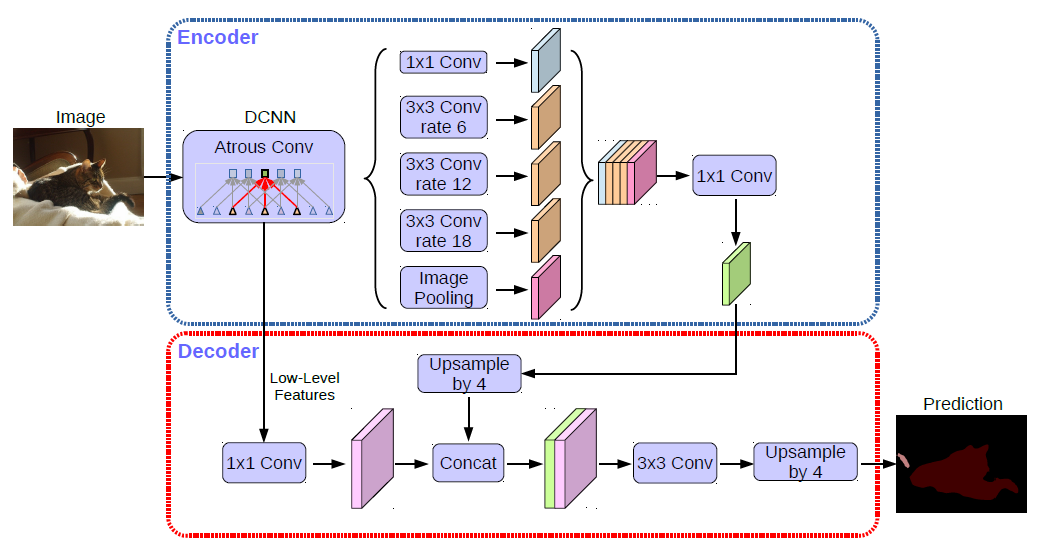 Encoder
Image
DCNN
Atrous Conv
1x1 Conv
3x3 Conv
rate 6
3x3 Conv
rate 12
3x3 Conv
rate 18
Image
Pooling
1x1 Conv
Decoder
Low-Level
Features
Upsample
by 4
1x1 Conv
Concat
3x3 Conv
Upsample
by 4
Prediction